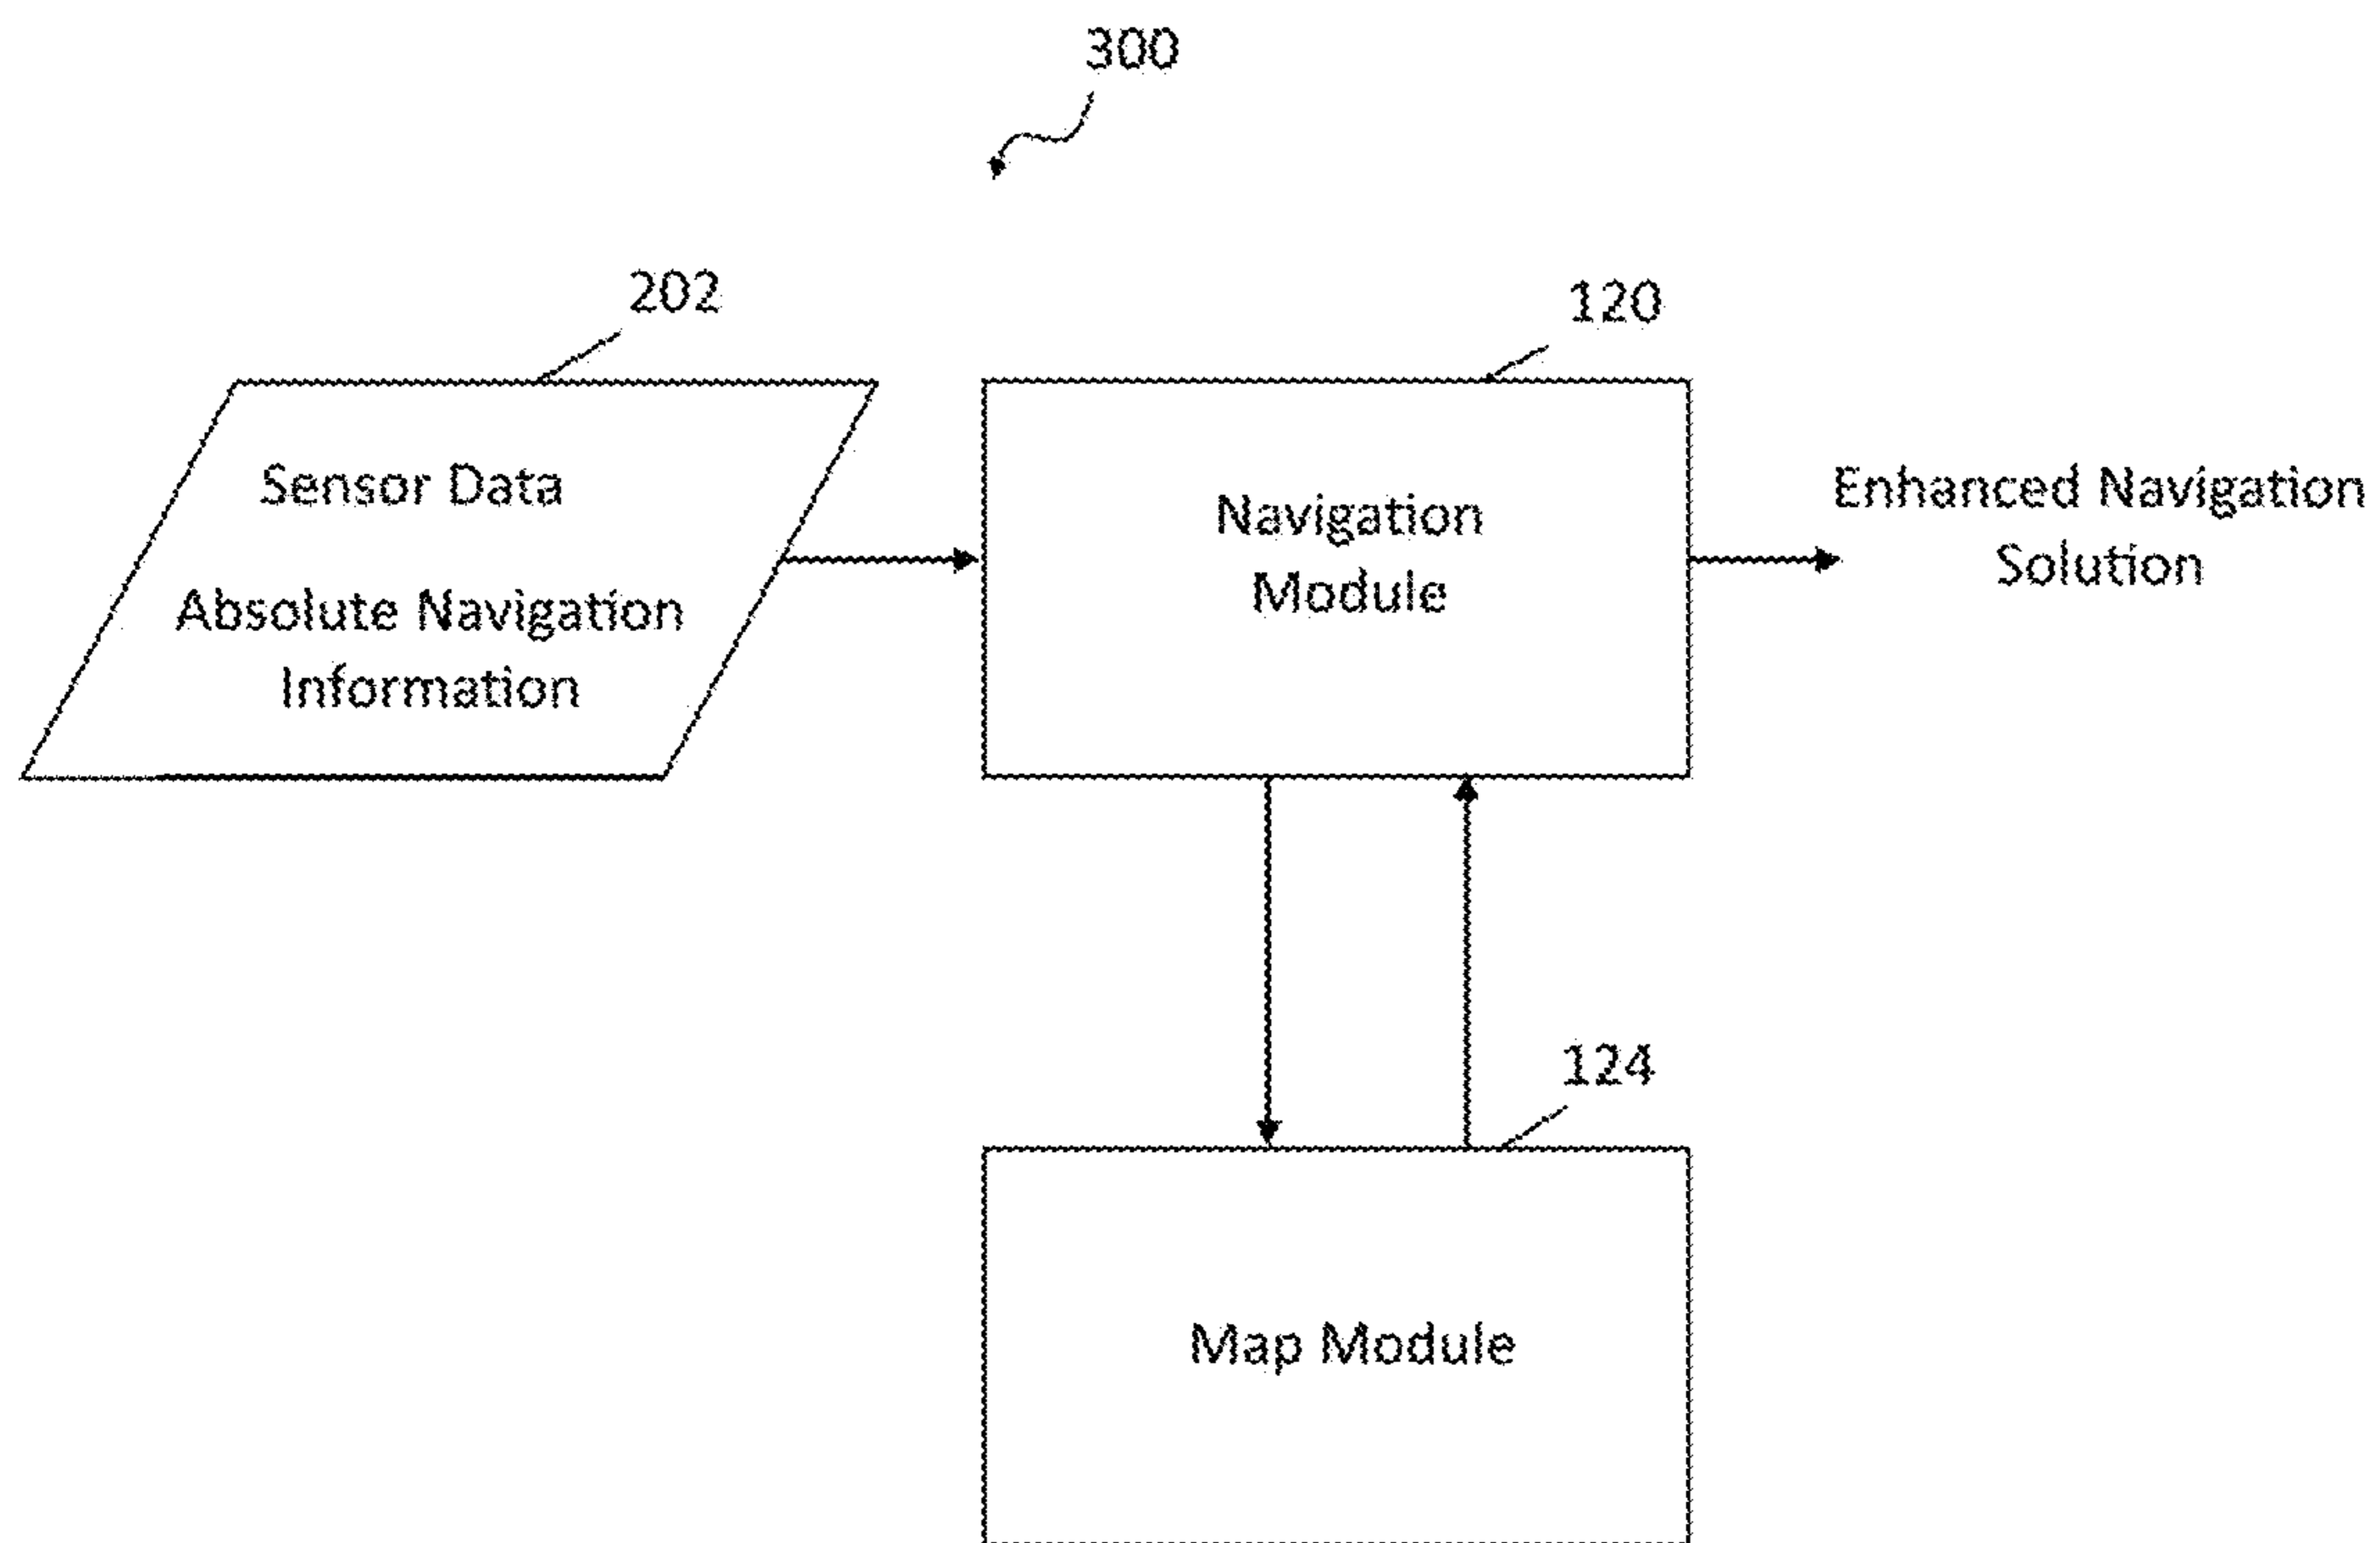 300
202
120
Sensor Data
Absolute Navigation
Information
Navigation
Module
Enhanced Navigation
Solution
124
Map Module